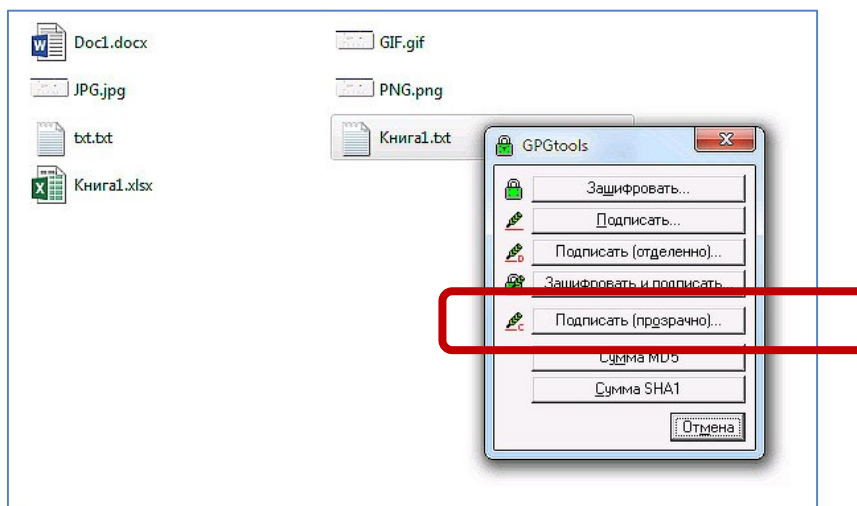 Doc1.docx
GIF.gif
JPG.jpg
PNG.png
txt.txt
Книга1.txt
Книга1.xlsx
GPGtools
Зашифровать...
Подписать...
Подписать (отделенно)...
Зашифровать и подписать...
Подписать (прозрачно)...
Сумма MD5
Сумма SHA1
Отмена